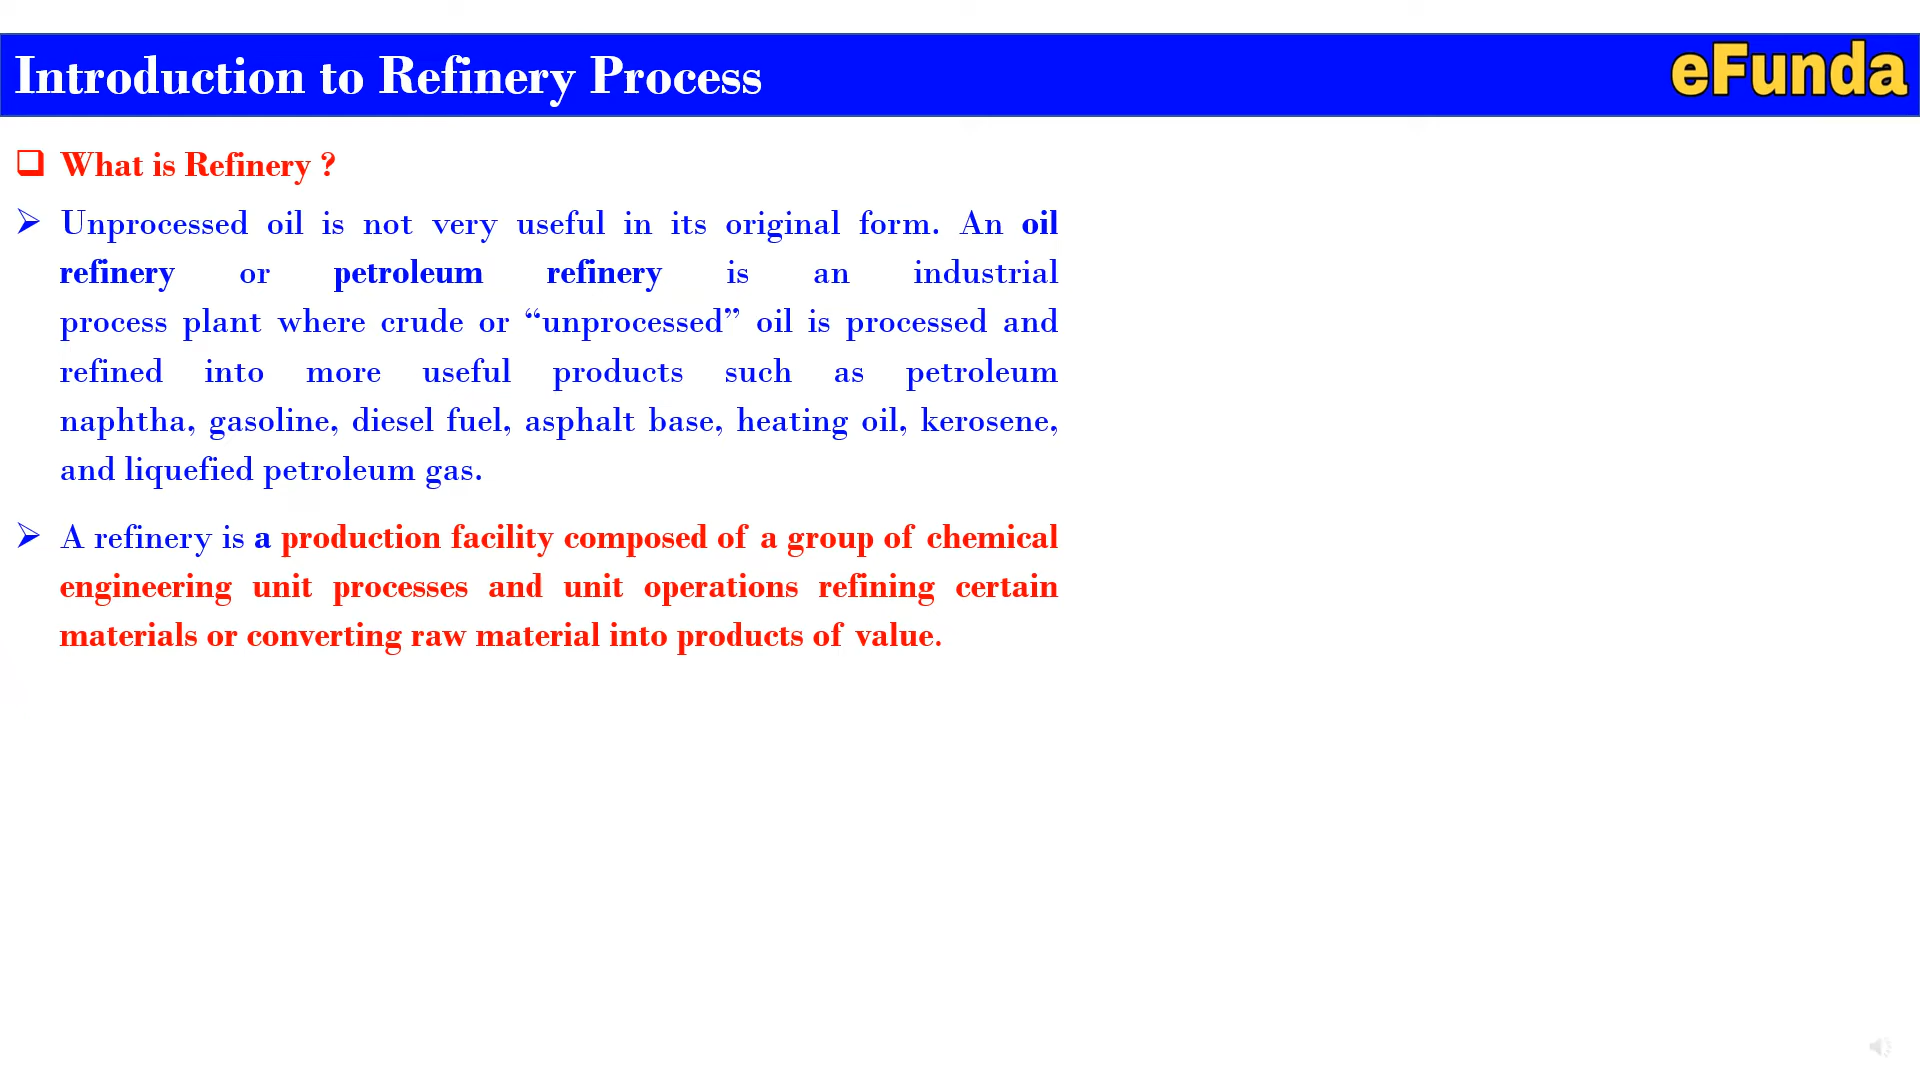 Introduction to Refinery Process
eFunda
What is Refinery ?
Unprocessed oil is not very useful in its original form. An oil
refinery or petroleum refinery is an industrial
process plant where crude or “unprocessed” oil is processed and
refined into more useful products such as petroleum
naphtha, gasoline, diesel fuel, asphalt base, heating oil, kerosene,
and liquefied petroleum gas.
A refinery is a production facility composed of a group of chemical
engineering unit processes and unit operations refining certain
materials or converting raw material into products of value.